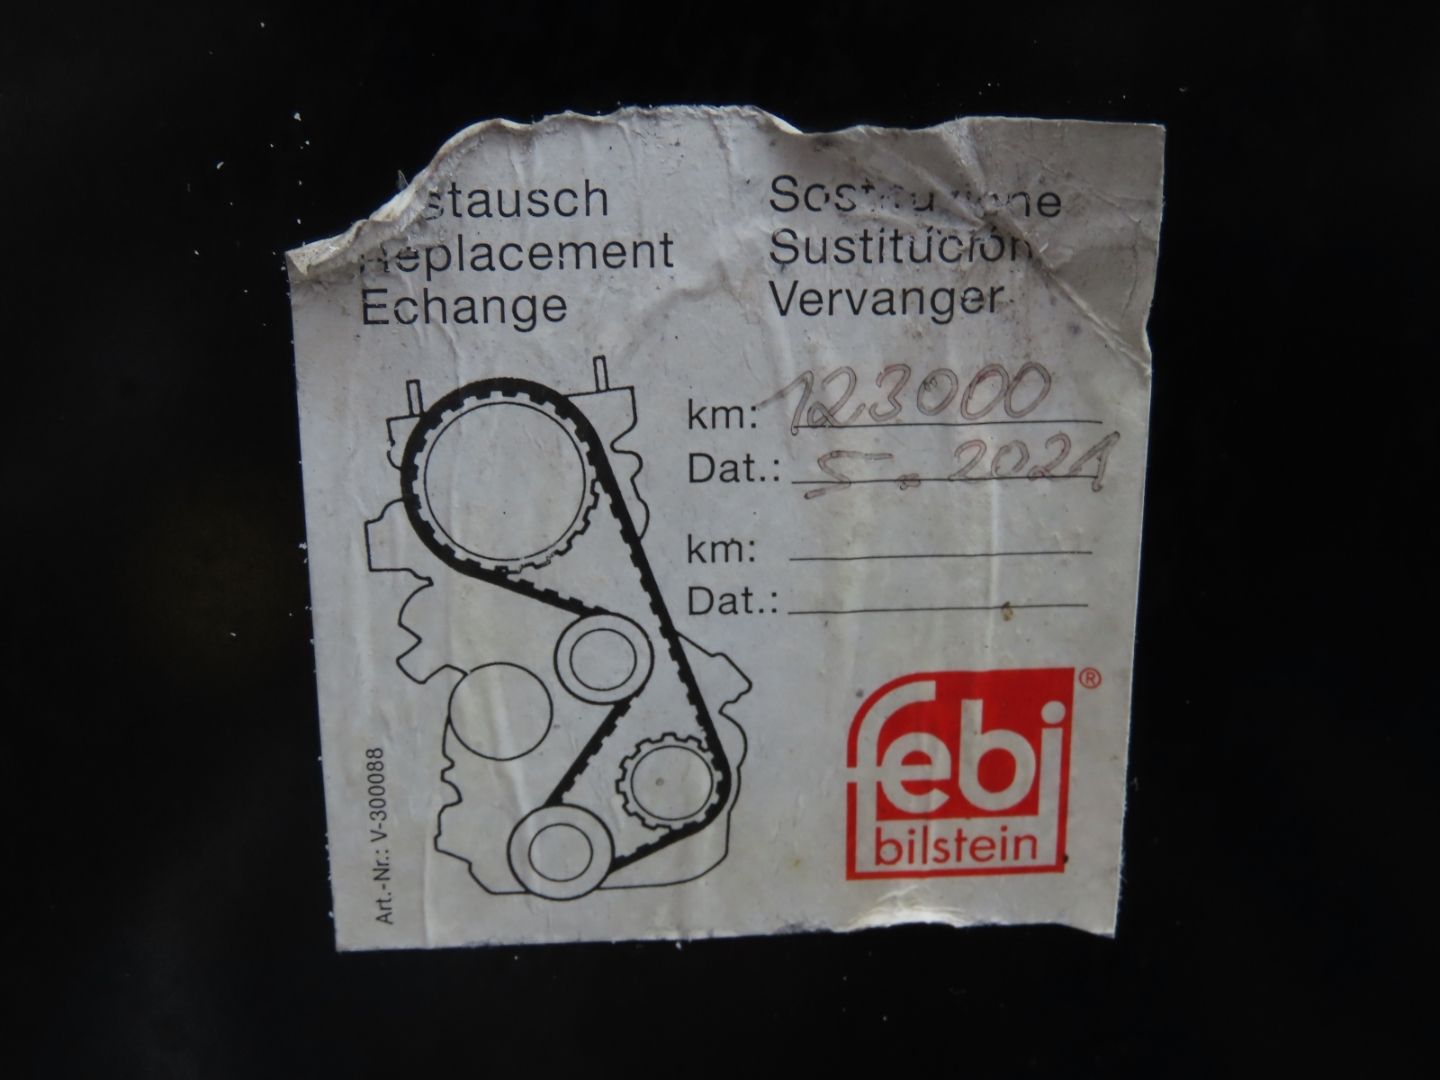 stausch
Replacement
Echange
Sostituzione
Sustitución
Vervanger
km: 123000
Dat.: 5.2021
km:
Dat.:
Art.-Nr.: V-300088
febi®
bilstein